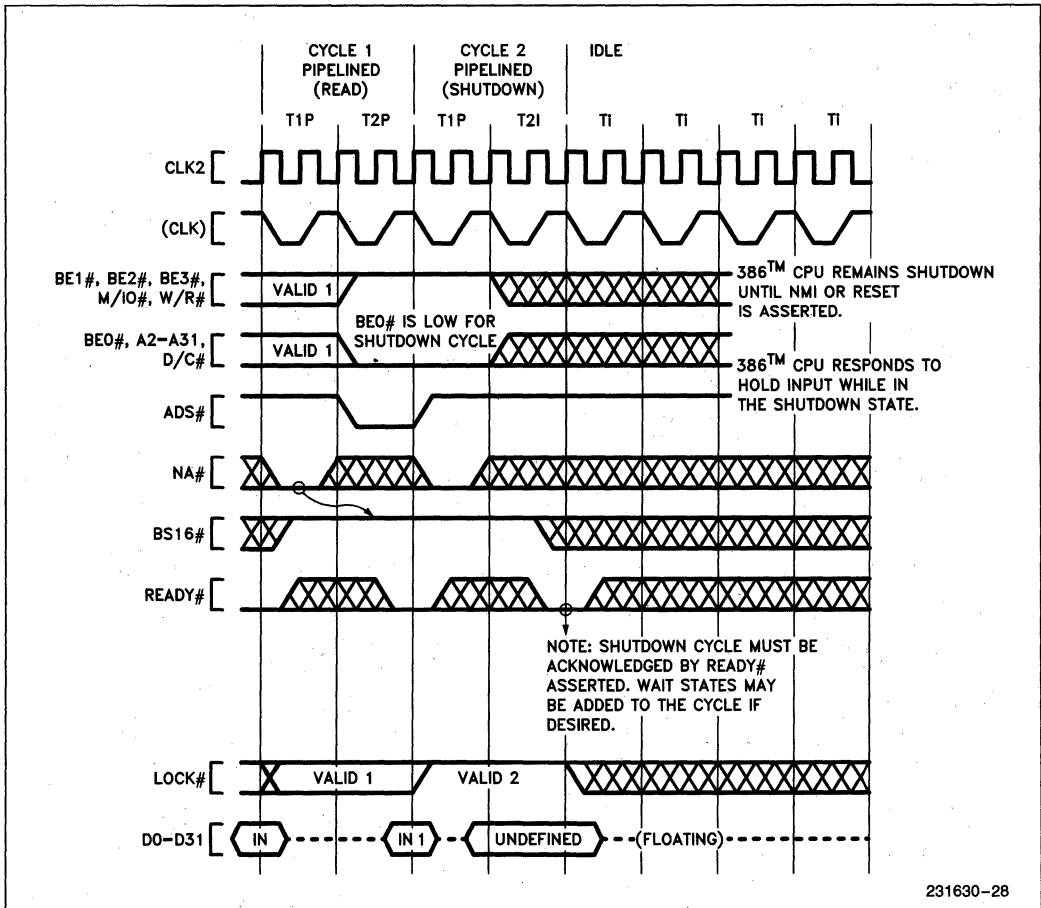 CYCLE 1 CYCLE 2 IDLE
PIPELINED PIPELINED
(READ) (SHUTDOWN)
T1P T2P T1P T2I Ti Ti Ti Ti
CLK2
(CLK)
BE1#, BE2#, BE3#,
M/IO#, W/R#
VALID 1
386™ CPU REMAINS SHUTDOWN
UNTIL NMI OR RESET
IS ASSERTED.
BE0# IS LOW FOR
SHUTDOWN CYCLE
BE0#, A2-A31,
D/C#
VALID 1
386™ CPU RESPONDS TO
HOLD INPUT WHILE IN
THE SHUTDOWN STATE.
ADS#
NA#
BS16#
READY#
NOTE: SHUTDOWN CYCLE MUST BE
ACKNOWLEDGED BY READY#
ASSERTED. WAIT STATES MAY
BE ADDED TO THE CYCLE IF
DESIRED.
LOCK# VALID 1 VALID 2
D0-D31 IN IN 1 UNDEFINED (FLOATING)
231630-28